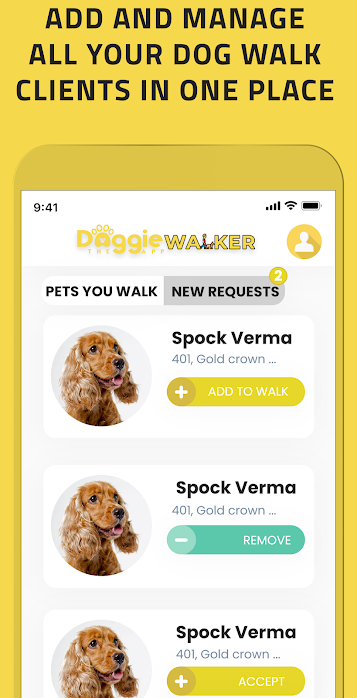 ADD AND MANAGE
ALL YOUR DOG WALK
CLIENTS IN ONE PLACE
9:41
Doggie WALKER
THE APP
PETS YOU WALK NEW REQUESTS 2
Spock Verma
401, Gold crown ...
+ ADD TO WALK
Spock Verma
401, Gold crown ...
− REMOVE
Spock Verma
401, Gold crown ...
+ ACCEPT